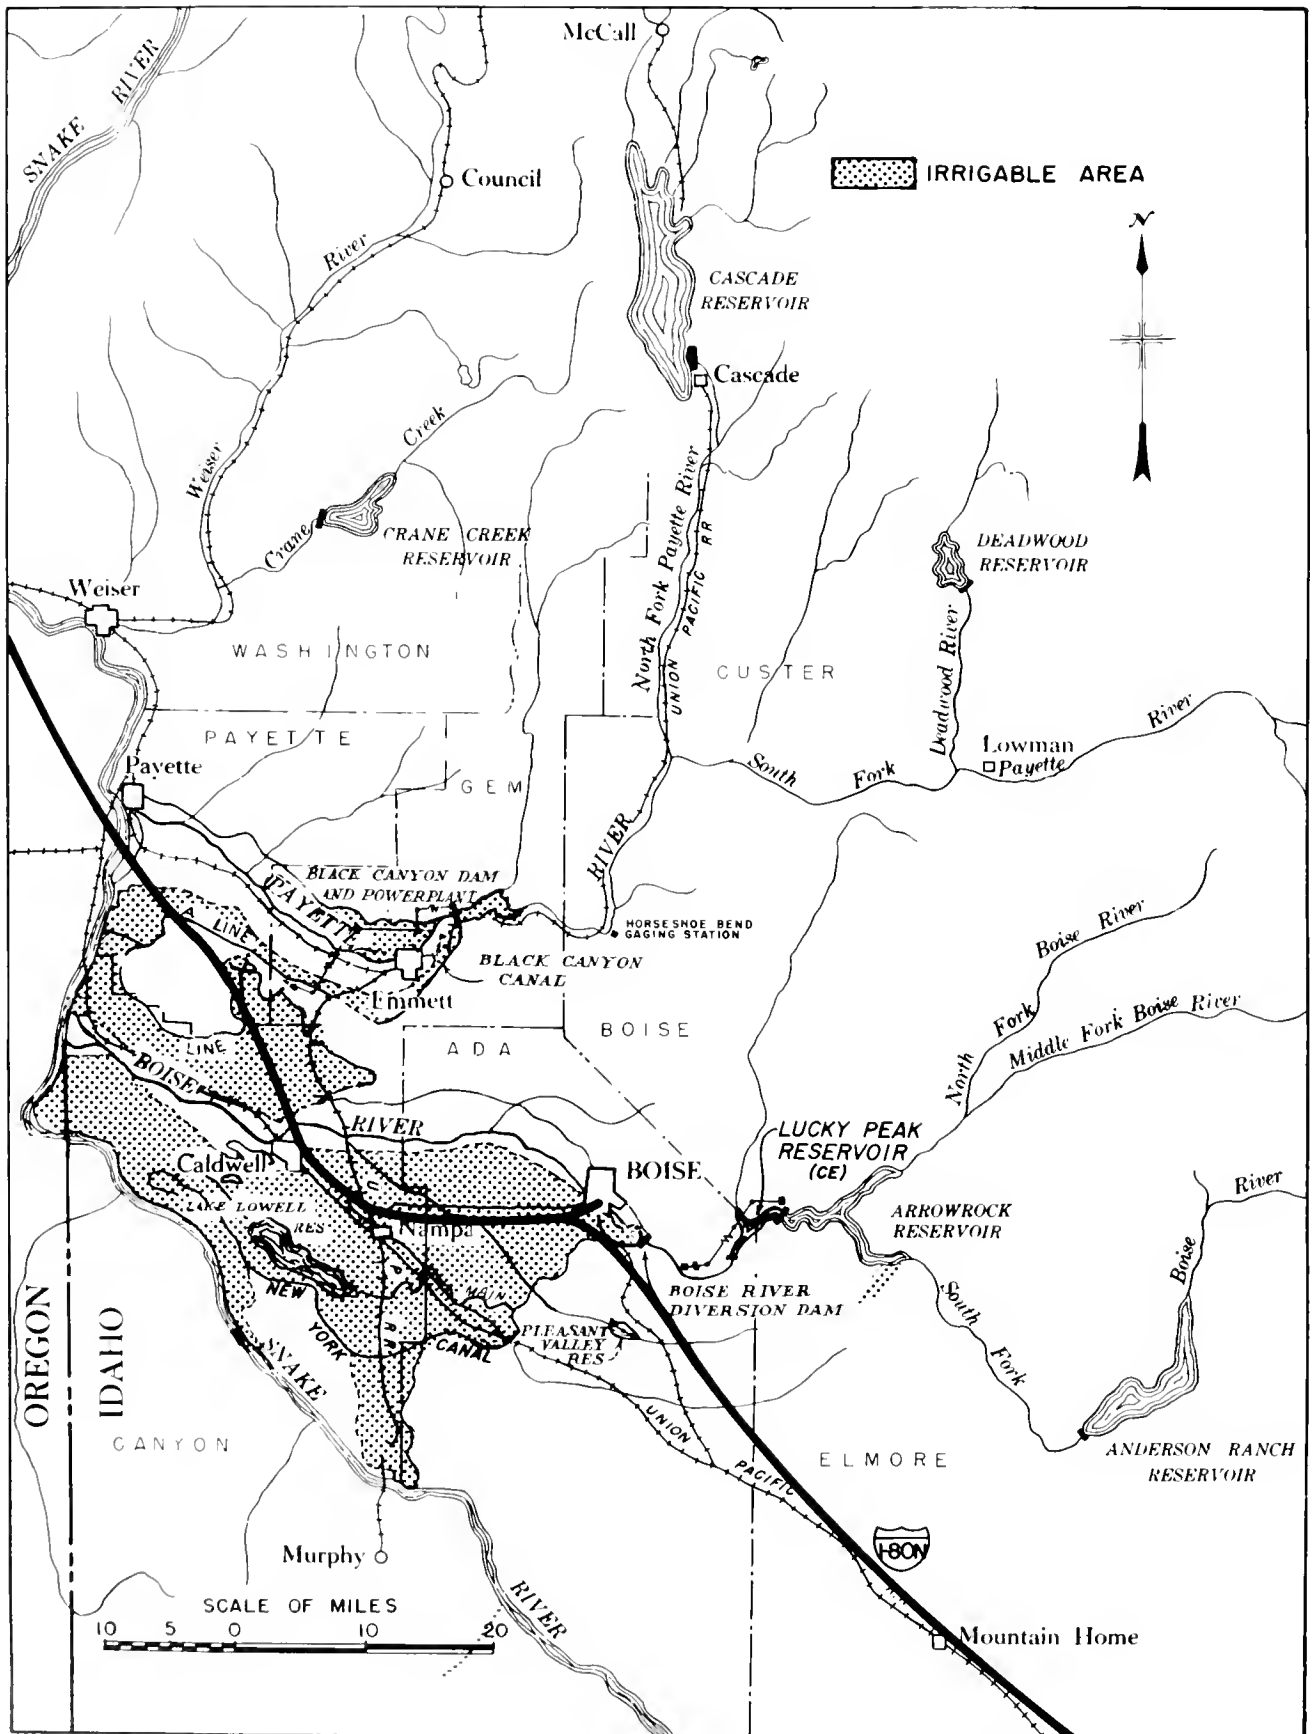 McCall
SNAKE RIVER
Council
IRRIGABLE AREA
N
River
CASCADE
RESERVOIR
Cascade
Creek
Weiser
Crane
CRANE CREEK
RESERVOIR
North Fork Payette River
UNION PACIFIC RR
DEADWOOD
RESERVOIR
Weiser
WASHINGTON
CUSTER
Deadwood River
PAYETTE
Payette
GEM
South Fork
Lowman
Payette
River
RIVER
BLACK CANYON DAM
AND POWERPLANT
PAYETTE
A LINE
HORSESHOE BEND
GAGING STATION
BLACK CANYON
CANAL
Emmett
BOISE
ADA
LINE
North Fork Boise River
Middle Fork Boise River
BOISE
RIVER
LUCKY PEAK
RESERVOIR
(CE)
Caldwell
BOISE
LAKE LOWELL
RES
Nampa
U P RR
ARROWROCK
RESERVOIR
River
Boise
NEW YORK CANAL
MAIN
BOISE RIVER
DIVERSION DAM
PLEASANT
VALLEY
RES
South Fork
OREGON
IDAHO
SNAKE
CANYON
UNION PACIFIC
ELMORE
ANDERSON RANCH
RESERVOIR
I-80N
Murphy
RIVER
SCALE OF MILES
10 5 0 10 20
Mountain Home